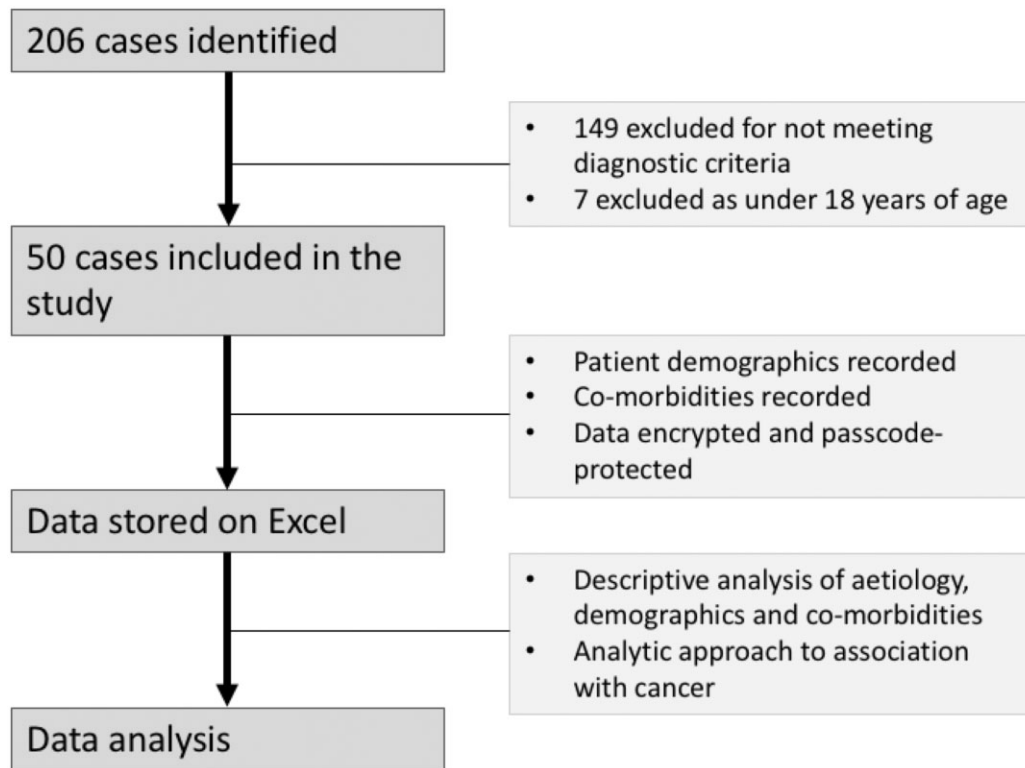 206 cases identified
• 149 excluded for not meeting
diagnostic criteria
• 7 excluded as under 18 years of age
50 cases included in the
study
• Patient demographics recorded
• Co-morbidities recorded
• Data encrypted and passcode-
protected
Data stored on Excel
• Descriptive analysis of aetiology,
demographics and co-morbidities
• Analytic approach to association
with cancer
Data analysis